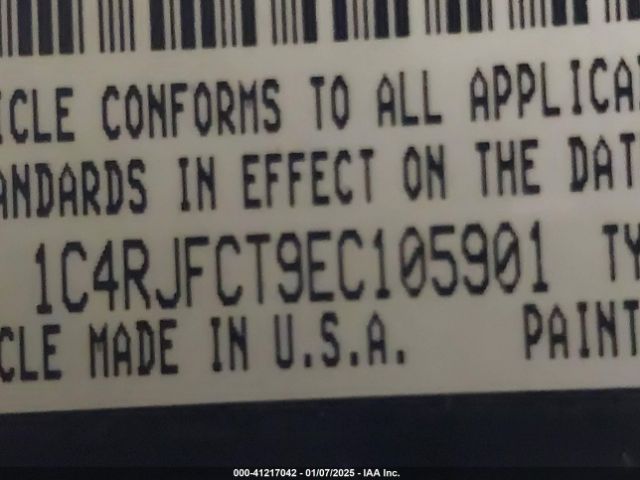 ICLE CONFORMS TO ALL APPLICA
ANDARDS IN EFFECT ON THE DAT
1C4RJFCT9EC105901 TY
CLE MADE IN U.S.A. PAINT
000-41217042 - 01/07/2025 - IAA Inc.